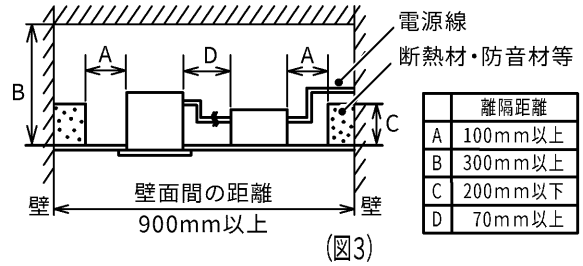 電源線
断熱材・防音材等
A
D
A
B
C
離隔距離
A 100mm以上
B 300mm以上
C 200mm以下
D 70mm以上
壁
壁面間の距離
壁
900mm以上
(図3)